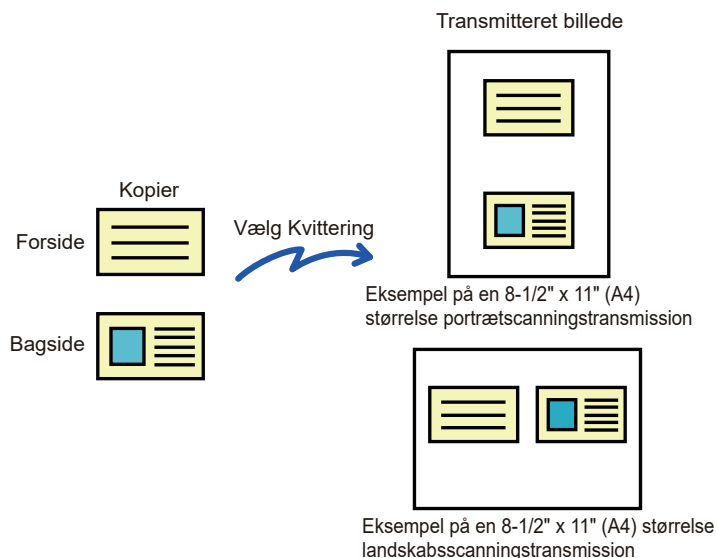 Transmitteret billede
Kopier
Forside
Vælg Kvittering
Bagside
Eksempel på en 8-1/2" x 11" (A4)
størrelse portrætscanningstransmission
Eksempel på en 8-1/2" x 11" (A4) størrelse
landskabsscanningstransmission